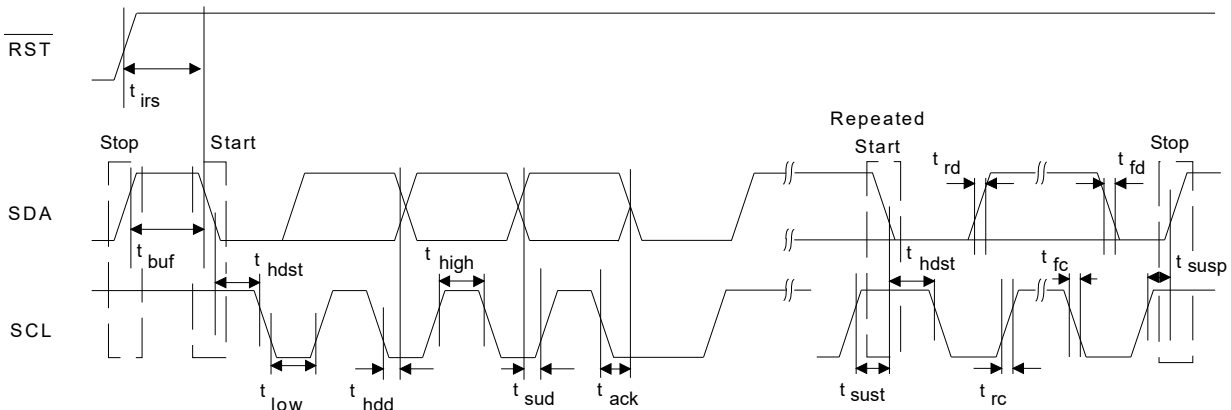 RST
t irs
Repeated
Stop Start Start Stop
t rd t fd
SDA
t buf t hdst t high t hdst t fc t susp
SCL
t low t hdd t sud t ack t sust t rc